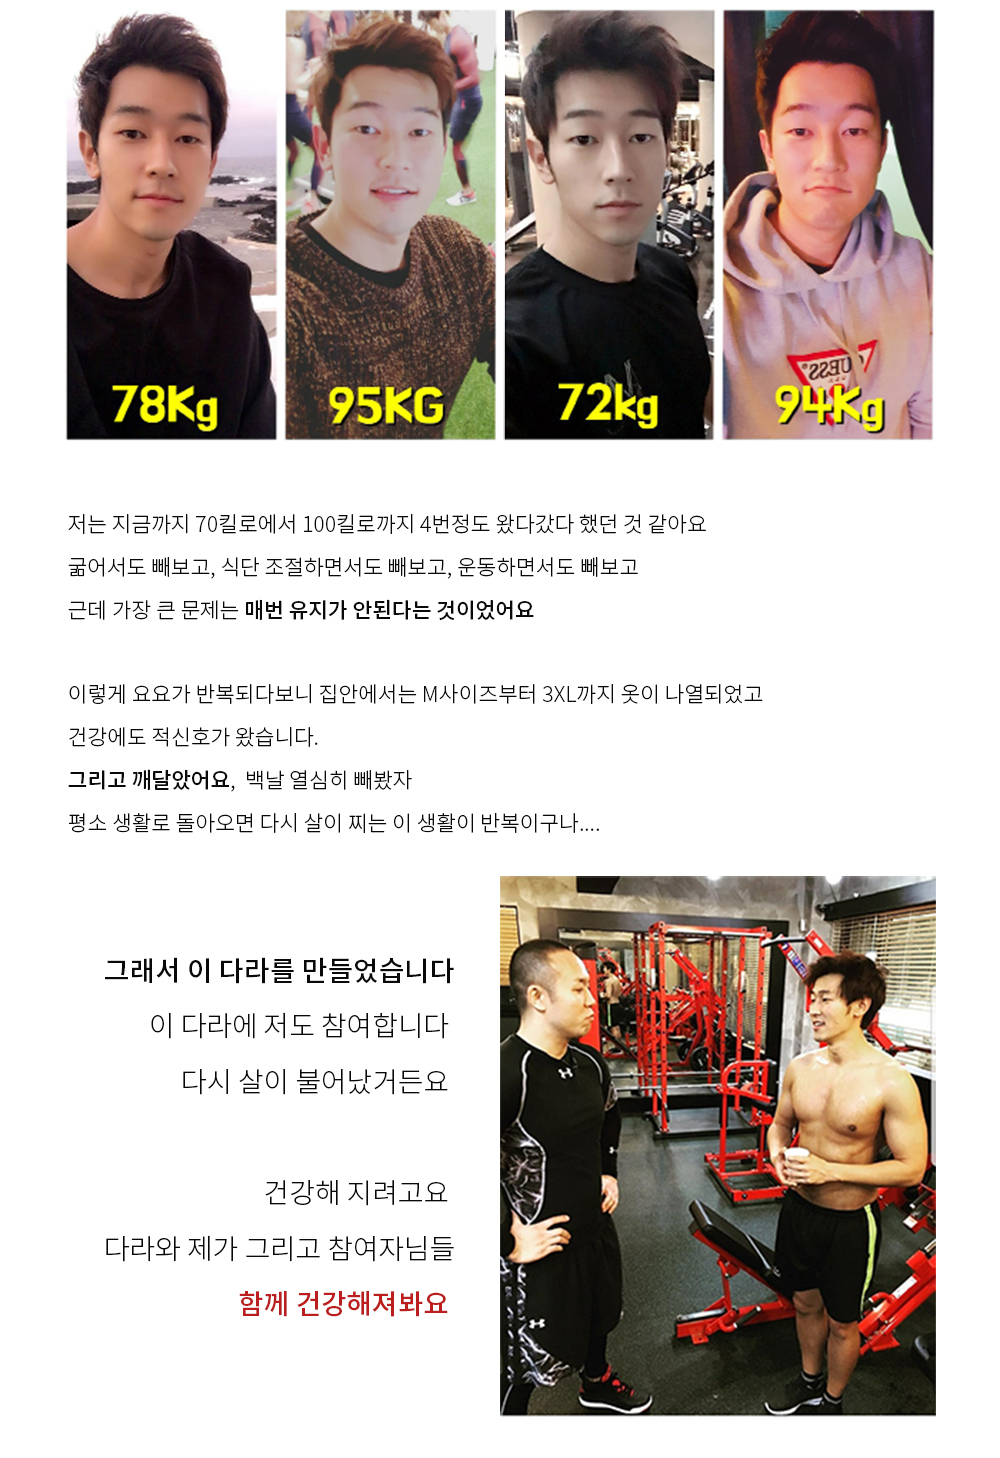 78Kg
95KG
72kg
94Kg
GUESS
저는 지금까지 70킬로에서 100킬로까지 4번정도 왔다갔다 했던 것 같아요
굶어서도 빼보고, 식단 조절하면서도 빼보고, 운동하면서도 빼보고
근데 가장 큰 문제는 매번 유지가 안된다는 것이었어요
이렇게 요요가 반복되다보니 집안에서는 M사이즈부터 3XL까지 옷이 나열되었고
건강에도 적신호가 왔습니다.
그리고 깨달았어요, 백날 열심히 빼봤자
평소 생활로 돌아오면 다시 살이 찌는 이 생활이 반복이구나....
그래서 이 다라를 만들었습니다
이 다라에 저도 참여합니다
다시 살이 불어났거든요
건강해 지려고요
다라와 제가 그리고 참여자님들
함께 건강해져봐요